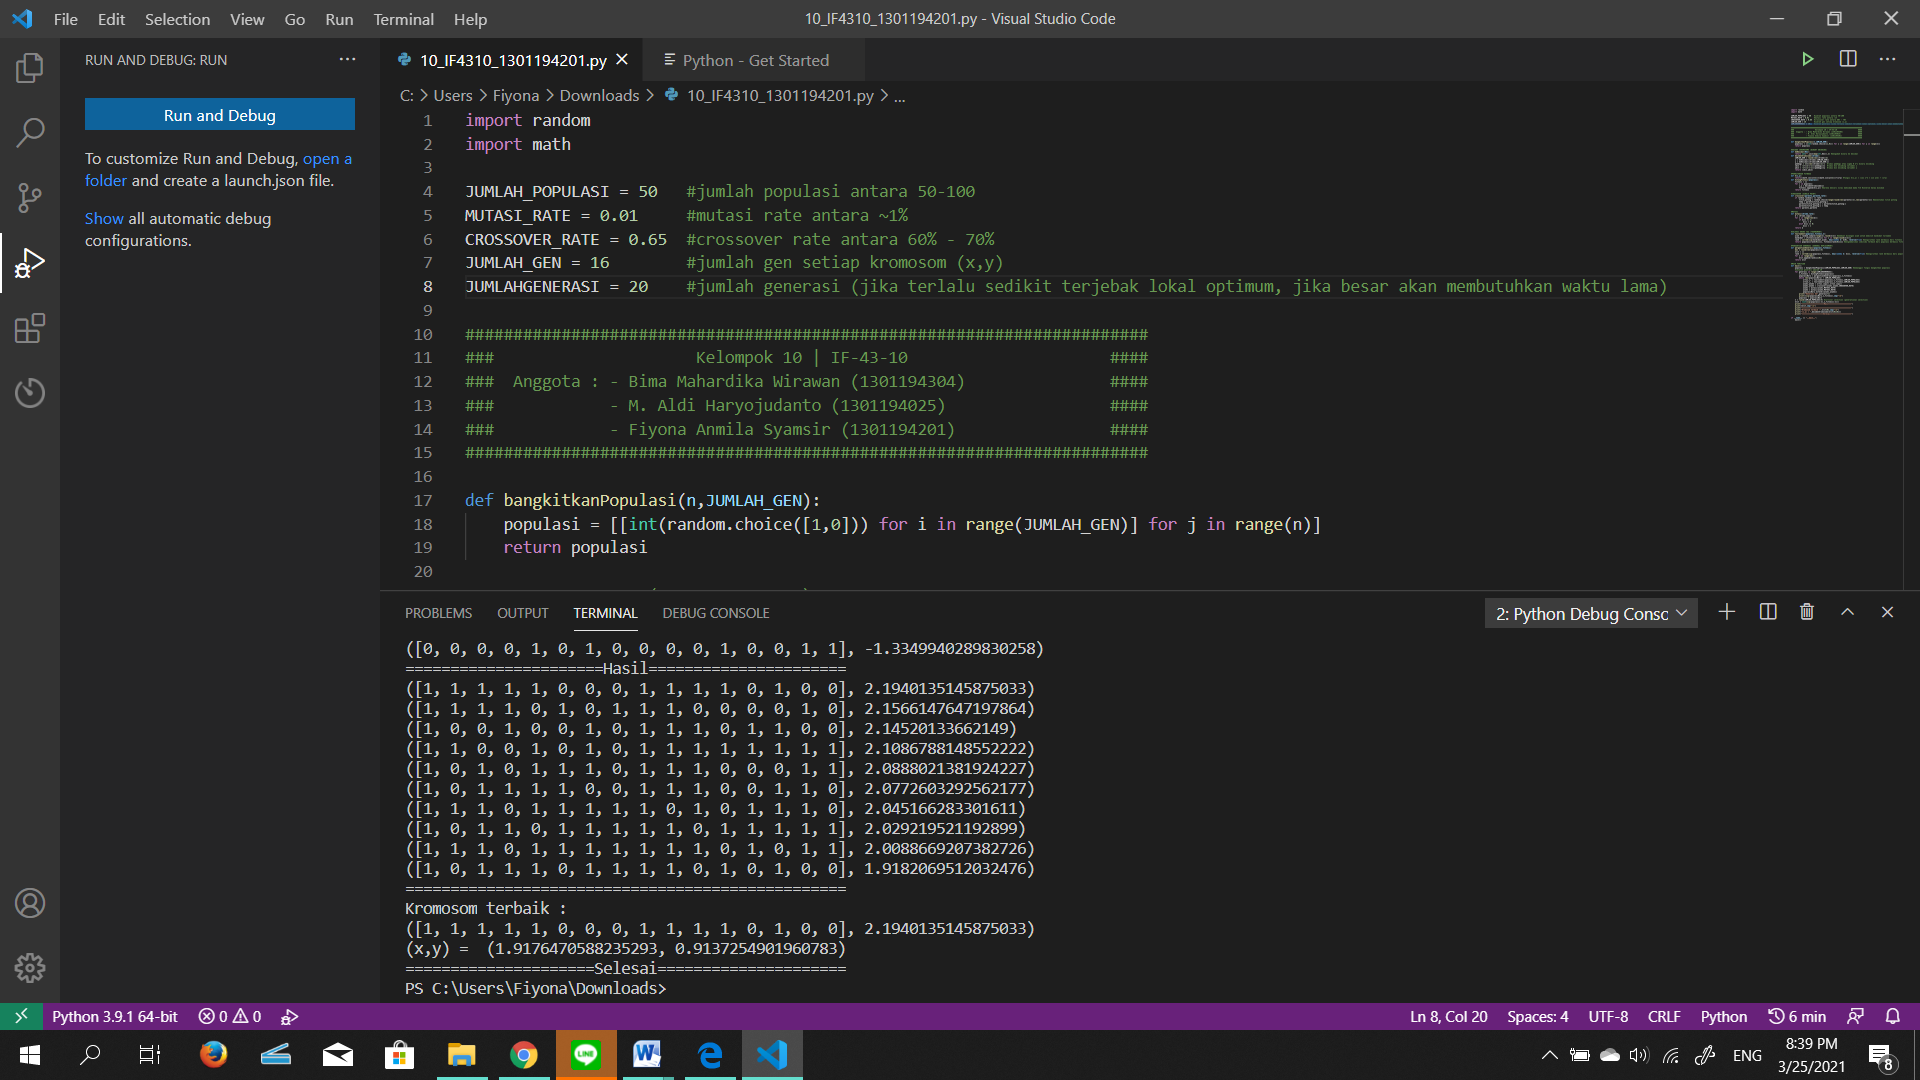 File Edit Selection View Go Run Terminal Help
10_IF4310_1301194201.py - Visual Studio Code
RUN AND DEBUG: RUN
Run and Debug
To customize Run and Debug, open a
folder and create a launch.json file.
Show all automatic debug
configurations.
10_IF4310_1301194201.py
Python - Get Started
C: > Users > Fiyona > Downloads > 10_IF4310_1301194201.py > ...
1 import random
2 import math
3
4 JUMLAH_POPULASI = 50 #jumlah populasi antara 50-100
5 MUTASI_RATE = 0.01 #mutasi rate antara ~1%
6 CROSSOVER_RATE = 0.65 #crossover rate antara 60% - 70%
7 JUMLAH_GEN = 16 #jumlah gen setiap kromosom (x,y)
8 JUMLAHGENERASI = 20 #jumlah generasi (jika terlalu sedikit terjebak lokal optimum, jika besar akan membutuhkan waktu lama)
9
10 #######################################################################
11 ### Kelompok 10 | IF-43-10 ####
12 ### Anggota : - Bima Mahardika Wirawan (1301194304) ####
13 ### - M. Aldi Haryojudanto (1301194025) ####
14 ### - Fiyona Anmila Syamsir (1301194201) ####
15 #######################################################################
16
17 def bangkitkanPopulasi(n,JUMLAH_GEN):
18 populasi = [[int(random.choice([1,0])) for i in range(JUMLAH_GEN)] for j in range(n)]
19 return populasi
20
PROBLEMS OUTPUT TERMINAL DEBUG CONSOLE
2: Python Debug Consc
([0, 0, 0, 0, 1, 0, 1, 0, 0, 0, 0, 1, 0, 0, 1, 1], -1.3349940289830258)
======================Hasil======================
([1, 1, 1, 1, 1, 0, 0, 0, 1, 1, 1, 1, 0, 1, 0, 0], 2.1940135145875033)
([1, 1, 1, 1, 0, 1, 0, 1, 1, 1, 0, 0, 0, 0, 1, 0], 2.1566147647197864)
([1, 0, 0, 1, 0, 0, 1, 0, 1, 1, 1, 0, 1, 1, 0, 0], 2.14520133662149)
([1, 1, 0, 0, 1, 0, 1, 0, 1, 1, 1, 1, 1, 1, 1, 1], 2.1086788148552222)
([1, 0, 1, 0, 1, 1, 1, 0, 1, 1, 1, 0, 0, 0, 1, 1], 2.0888021381924227)
([1, 0, 1, 1, 1, 1, 0, 0, 1, 1, 1, 0, 0, 1, 1, 0], 2.0772603292562177)
([1, 1, 1, 0, 1, 1, 1, 1, 1, 0, 1, 0, 1, 1, 1, 0], 2.045166283301611)
([1, 0, 1, 1, 0, 1, 1, 1, 1, 1, 0, 1, 1, 1, 1, 1], 2.029219521192899)
([1, 1, 1, 0, 1, 1, 1, 1, 1, 1, 1, 0, 1, 0, 1, 1], 2.0088669207382726)
([1, 0, 1, 1, 1, 0, 1, 1, 1, 1, 0, 1, 0, 1, 0, 0], 1.9182069512032476)
=================================================
Kromosom terbaik :
([1, 1, 1, 1, 1, 0, 0, 0, 1, 1, 1, 1, 0, 1, 0, 0], 2.1940135145875033)
(x,y) = (1.9176470588235293, 0.9137254901960783)
=====================Selesai=====================
PS C:\Users\Fiyona\Downloads>
Python 3.9.1 64-bit 0 0
Ln 8, Col 20 Spaces: 4 UTF-8 CRLF Python 6 min
LINE
ENG
8:39 PM
3/25/2021
8